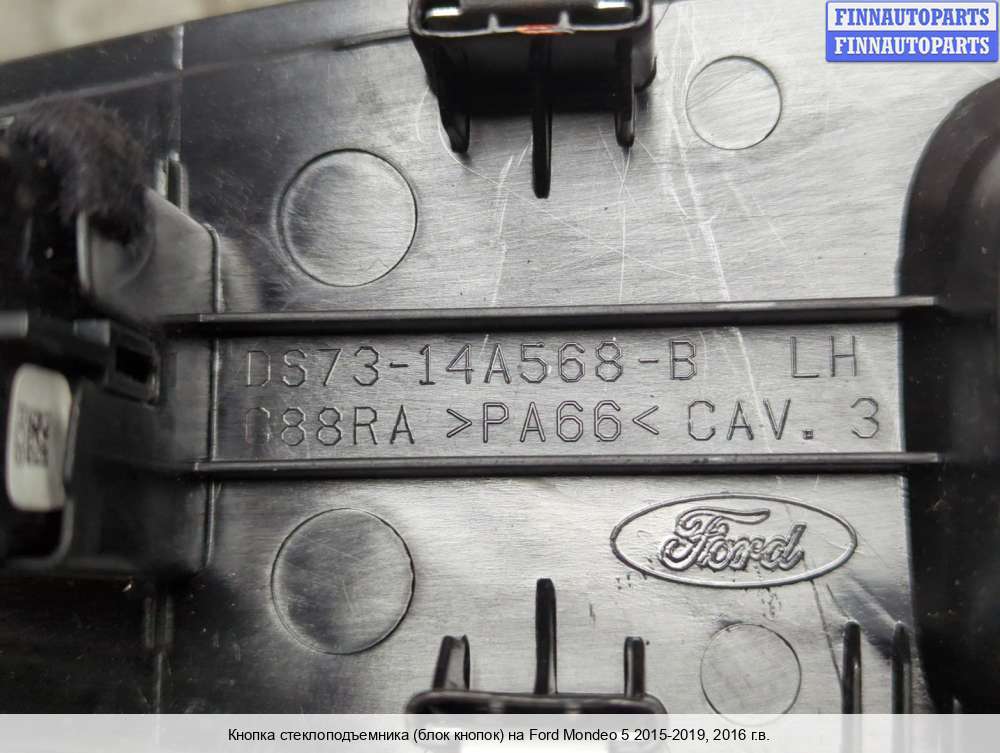 FINNAUTOPARTS
FINNAUTOPARTS
DS73-14A568-B LH
>PA66< CAV. 3
Ford
Кнопка стеклоподъемника (блок кнопок) на Ford Mondeo 5 2015-2019, 2016 г.в.